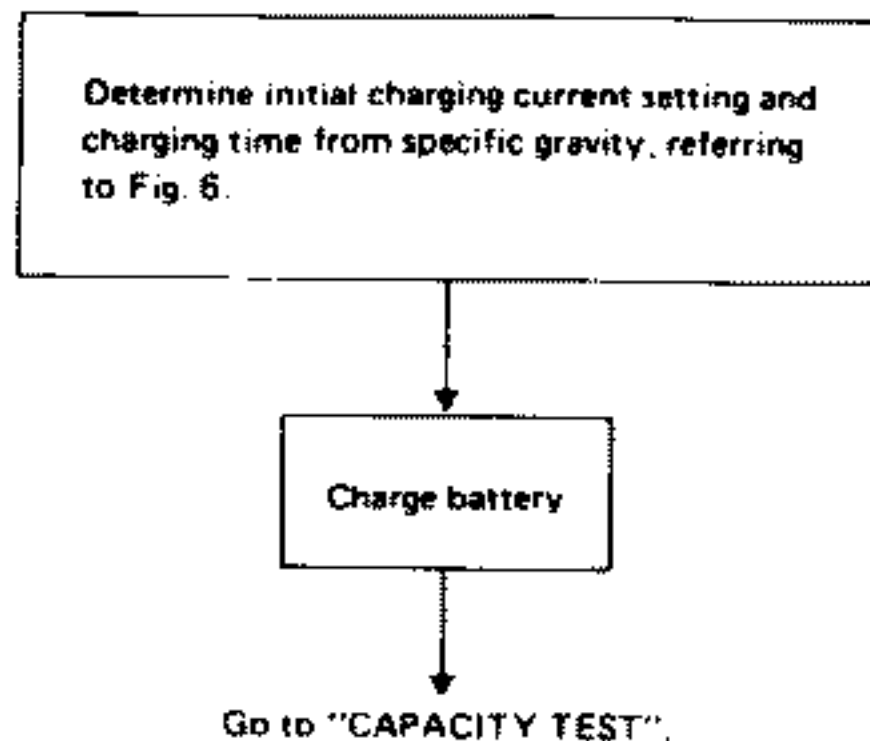 Determine initial charging current setting and
charging time from specific gravity, referring
to Fig. 6.
Charge battery
Go to "CAPACITY TEST".